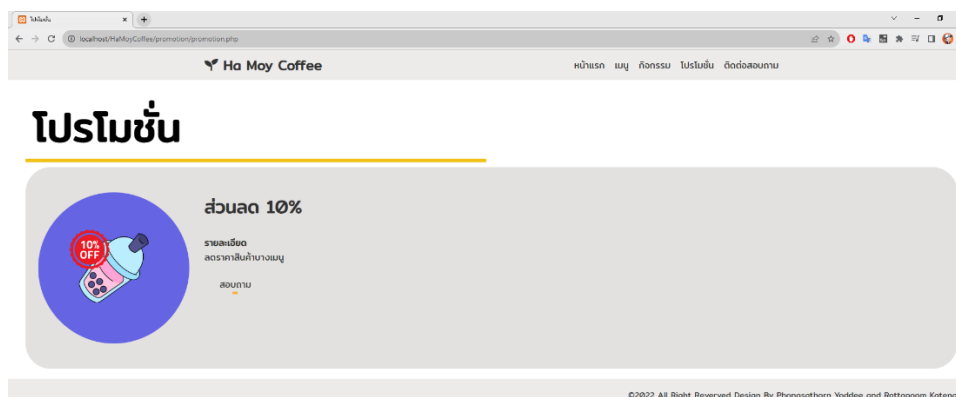 โปรโมชั่น
localhost/HaMoyCoffee/promotion/promotion.php
Ha Moy Coffee
หน้าแรก เมนู กิจกรรม โปรโมชั่น ติดต่อสอบถาม
โปรโมชั่น
10%
OFF
ส่วนลด 10%
รายละเอียด
ลดราคาสินค้าบางเมนู
สอบถาม
©2022 All Right Reverved Design By Phongsathorn Yoddee and Rattapoom Kateng